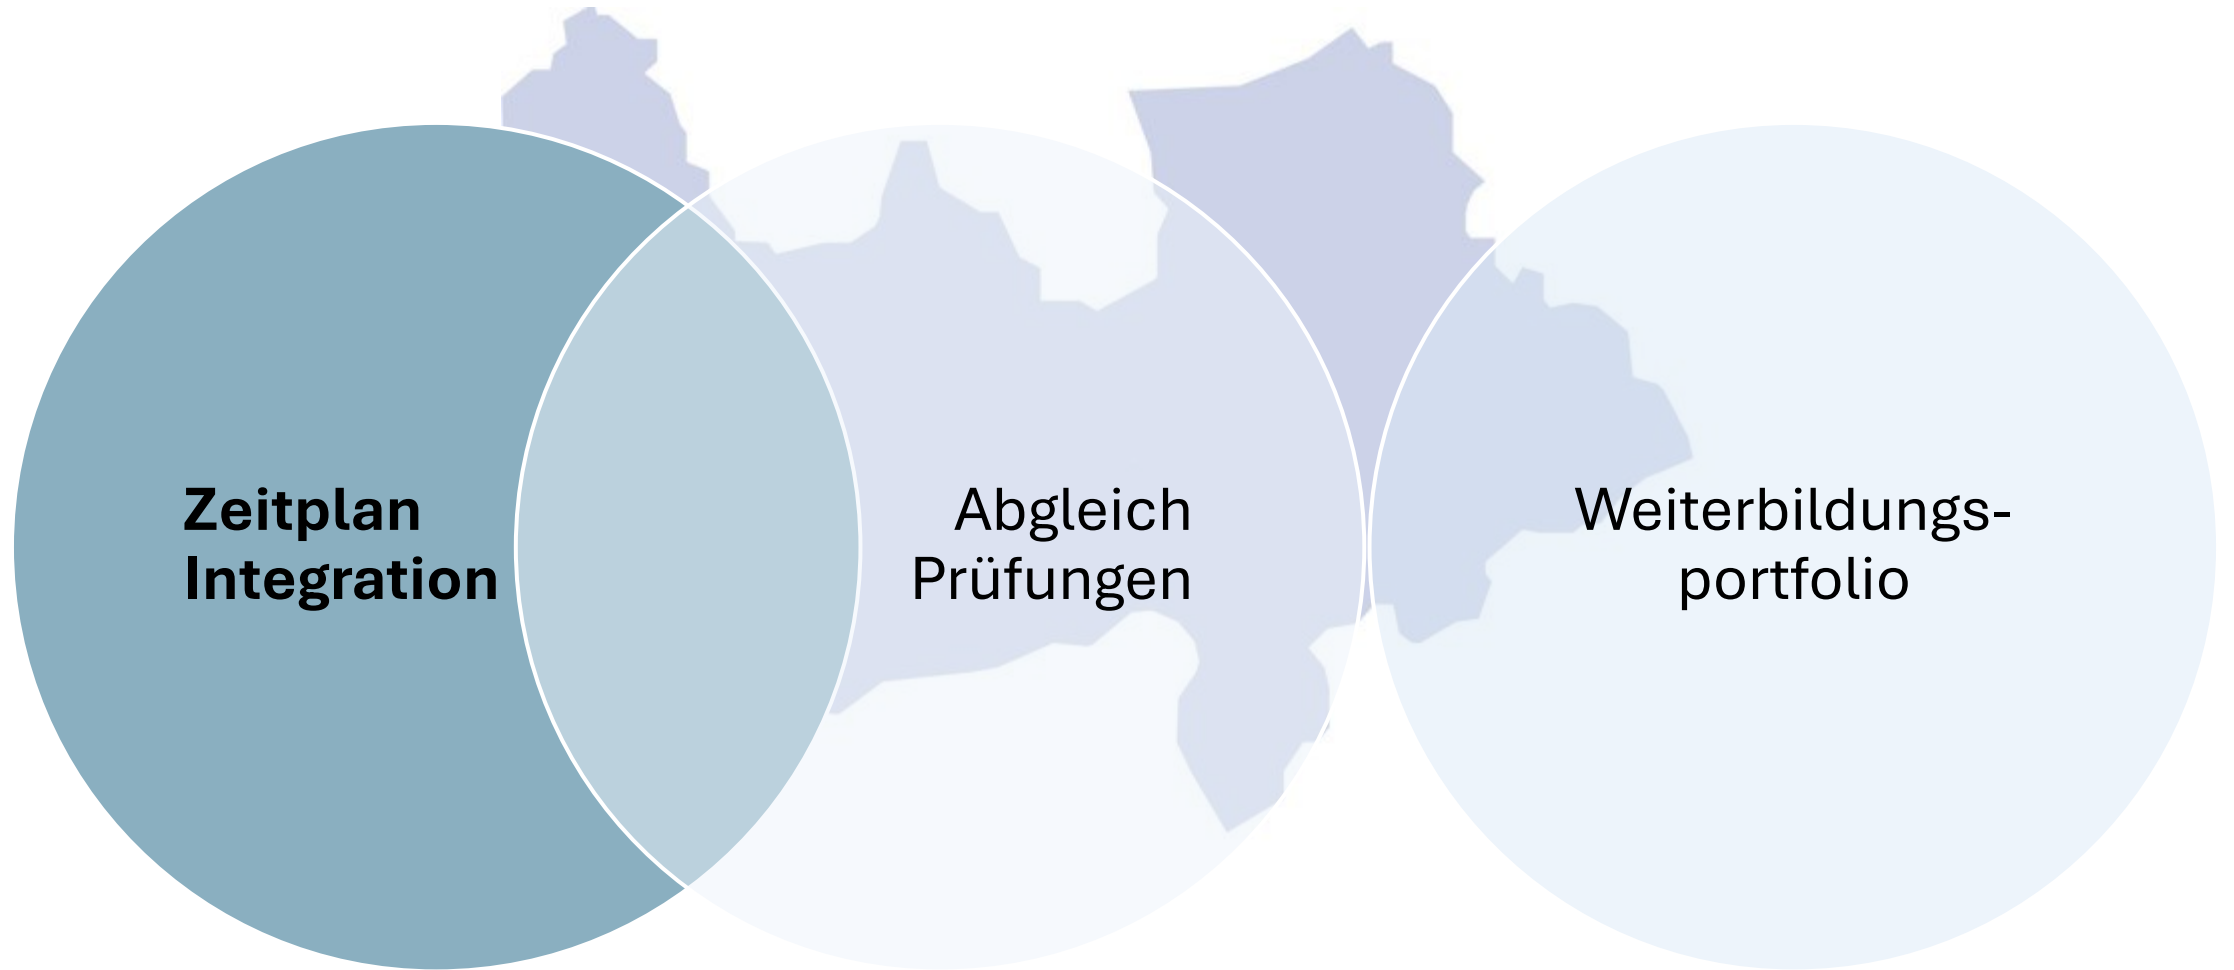 Zeitplan
Integration
Abgleich
Prüfungen
Weiterbildungs-
portfolio